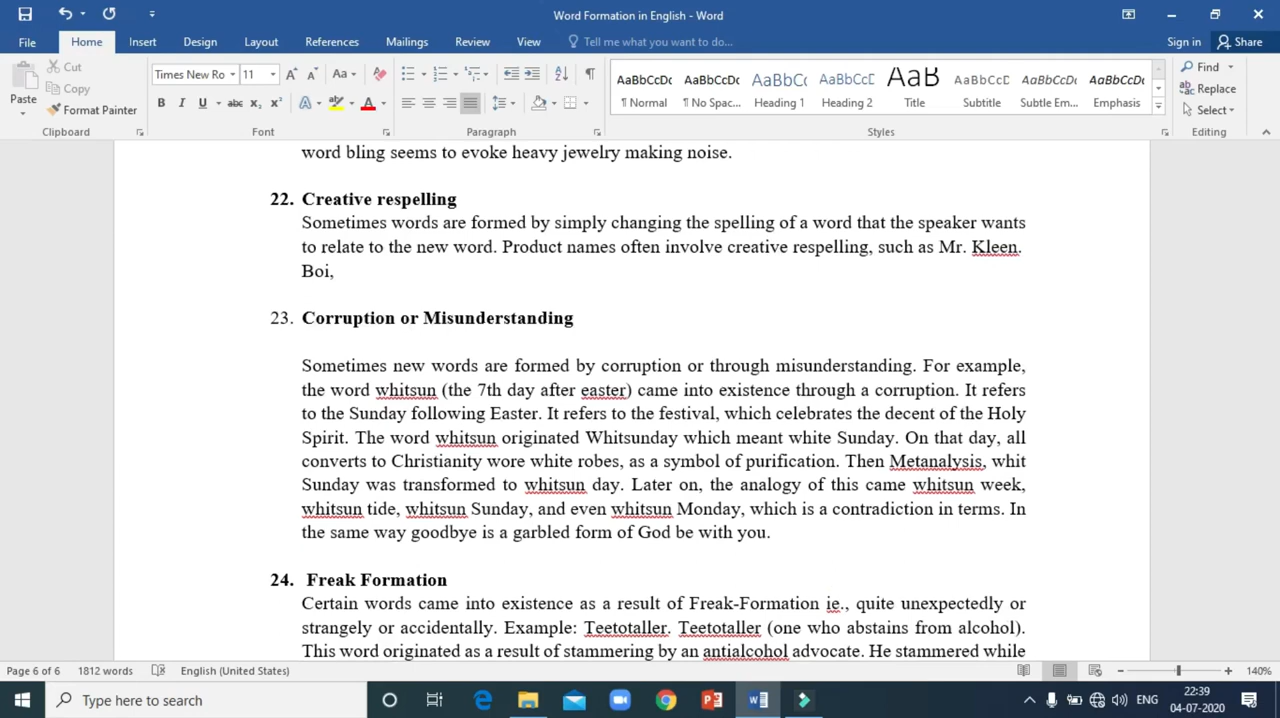 Word Formation in English - Word
File Home Insert Design Layout References Mailings Review View Tell me what you want to do... Sign in Share
Paste
Cut
Copy
Format Painter
Clipboard
Times New Ro 11
Font
Paragraph
AaBbCcDc AaBbCcDc AaBbCc AaBbCcD AaB AaBbCcD AaBbCcDc AaBbCcDc
¶ Normal ¶ No Spac... Heading 1 Heading 2 Title Subtitle Subtle Em... Emphasis
Styles
Find
Replace
Select
Editing
word bling seems to evoke heavy jewelry making noise.
22. Creative respelling
Sometimes words are formed by simply changing the spelling of a word that the speaker wants
to relate to the new word. Product names often involve creative respelling, such as Mr. Kleen.
Boi,
23. Corruption or Misunderstanding
Sometimes new words are formed by corruption or through misunderstanding. For example,
the word whitsun (the 7th day after easter) came into existence through a corruption. It refers
to the Sunday following Easter. It refers to the festival, which celebrates the decent of the Holy
Spirit. The word whitsun originated Whitsunday which meant white Sunday. On that day, all
converts to Christianity wore white robes, as a symbol of purification. Then Metanalysis, whit
Sunday was transformed to whitsun day. Later on, the analogy of this came whitsun week,
whitsun tide, whitsun Sunday, and even whitsun Monday, which is a contradiction in terms. In
the same way goodbye is a garbled form of God be with you.
24. Freak Formation
Certain words came into existence as a result of Freak-Formation ie., quite unexpectedly or
strangely or accidentally. Example: Teetotaller. Teetotaller (one who abstains from alcohol).
This word originated as a result of stammering by an antialcohol advocate. He stammered while
Page 6 of 6 1812 words English (United States) 140%
Type here to search
ENG
22:39
04-07-2020